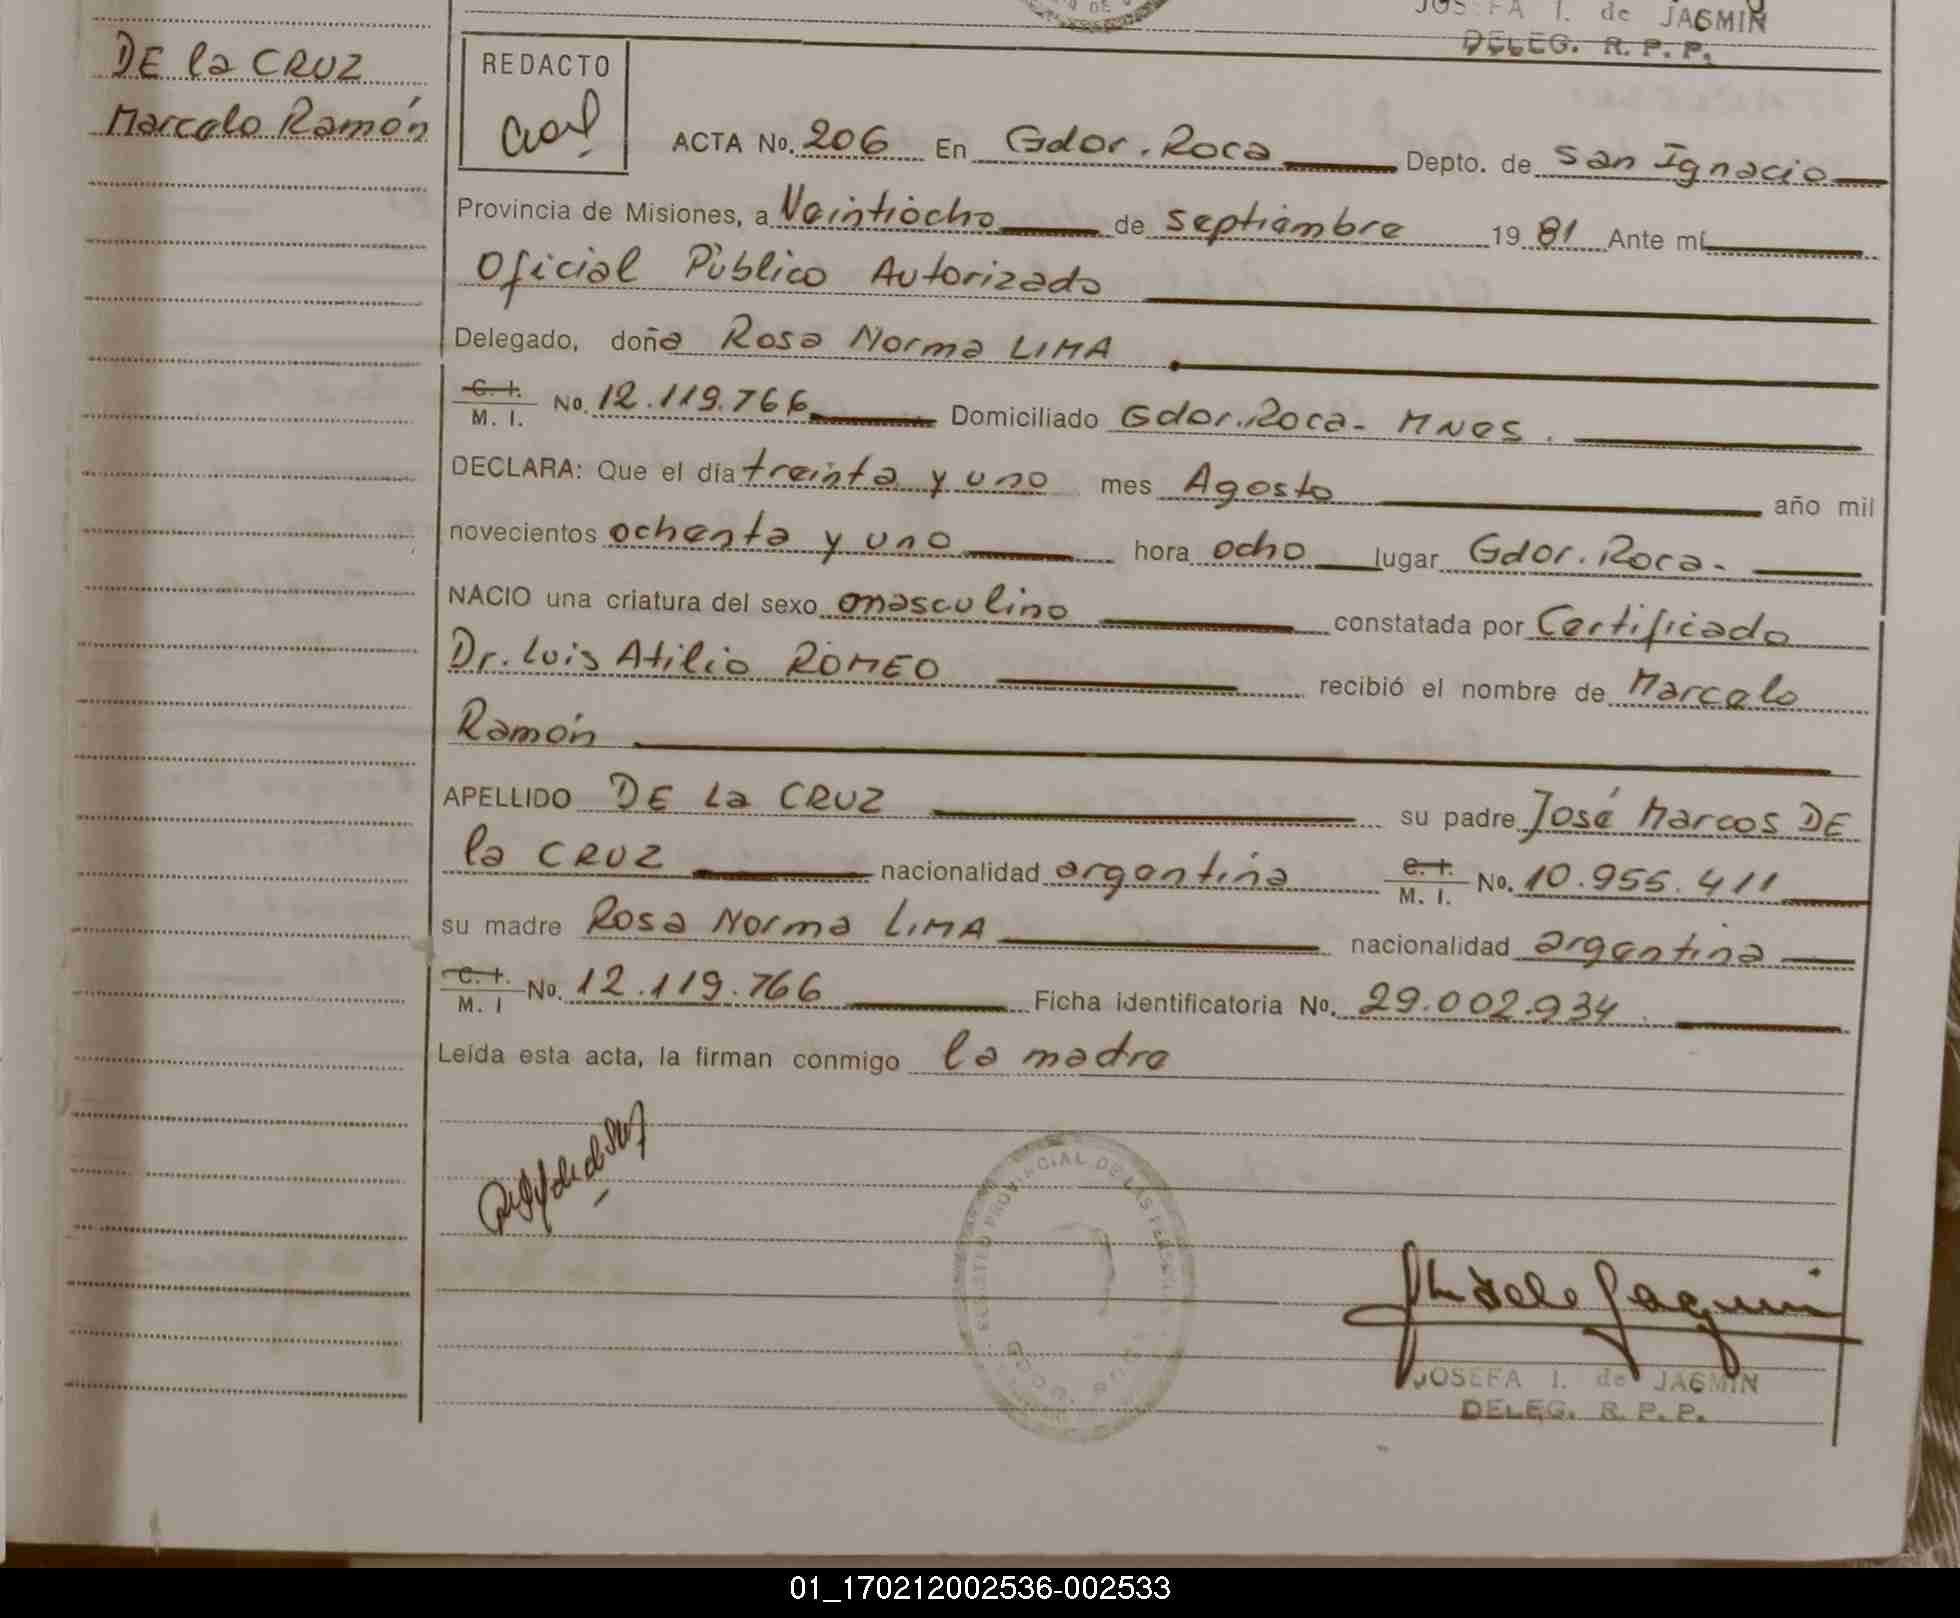 JOSEFA I. de JASMIN
DELEG. R. P. P.
DE la CRUZ
Marcelo Ramón
REDACTO
ACTA No. 206 En Gdor. Roca Depto. de San Ignacio
Provincia de Misiones, a Veintiocho de septiembre 19 81 Ante mí
Oficial Público Autorizado
Delegado, doña Rosa Norma LIMA
C. I. / M. I. No. 12.119.766 Domiciliado Gdor. Roca - MNes.
DECLARA: Que el día treinta y uno mes Agosto año mil
novecientos ochenta y uno hora ocho lugar Gdor. Roca.
NACIO una criatura del sexo masculino constatada por Certificado
Dr. Luis Atilio ROMEO recibió el nombre de Marcelo
Ramón
APELLIDO DE La CRUZ su padre José Marcos DE
la CRUZ nacionalidad argentina C. I. / M. I. No. 10.955.411
su madre Rosa Norma LIMA nacionalidad argentina
C. I. / M. I No. 12.119.766 Ficha identificatoria No. 29.002.934.
Leída esta acta, la firman conmigo la madre
PROVINCIAL DE LAS PERSONAS
JOSEFA I. de JASMIN
DELEG. R. P. P.
01_170212002536-002533